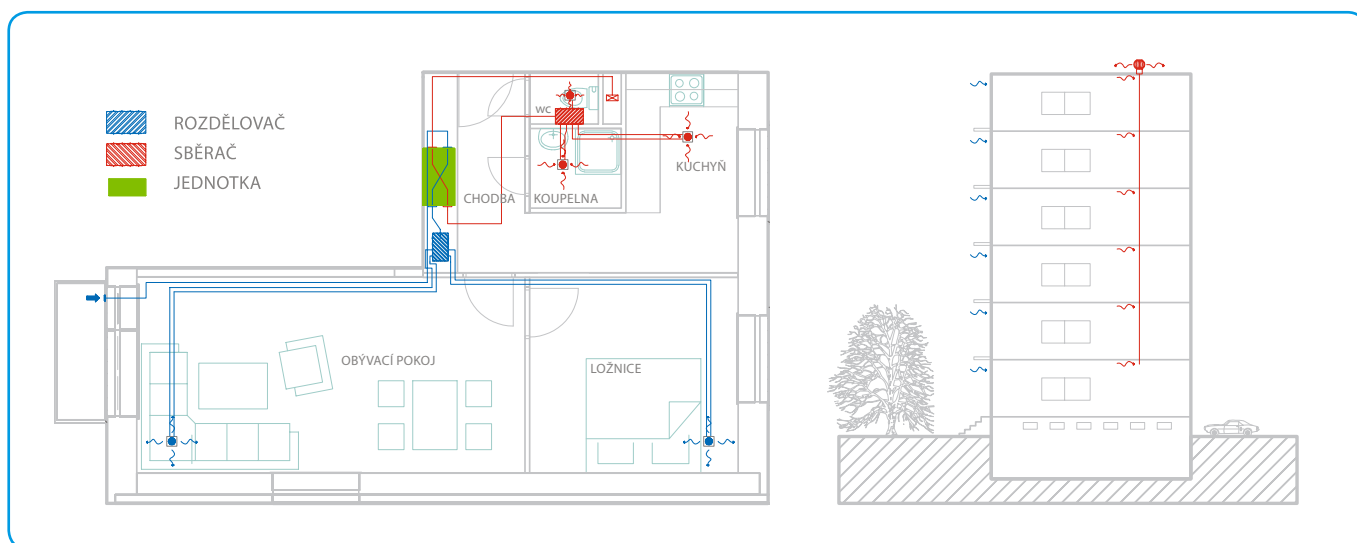 ROZDĚLOVAČ
SBĚRAČ
JEDNOTKA
WC
KUCHYŇ
CHODBA
KOUPELNA
OBÝVACÍ POKOJ
LOŽNICE